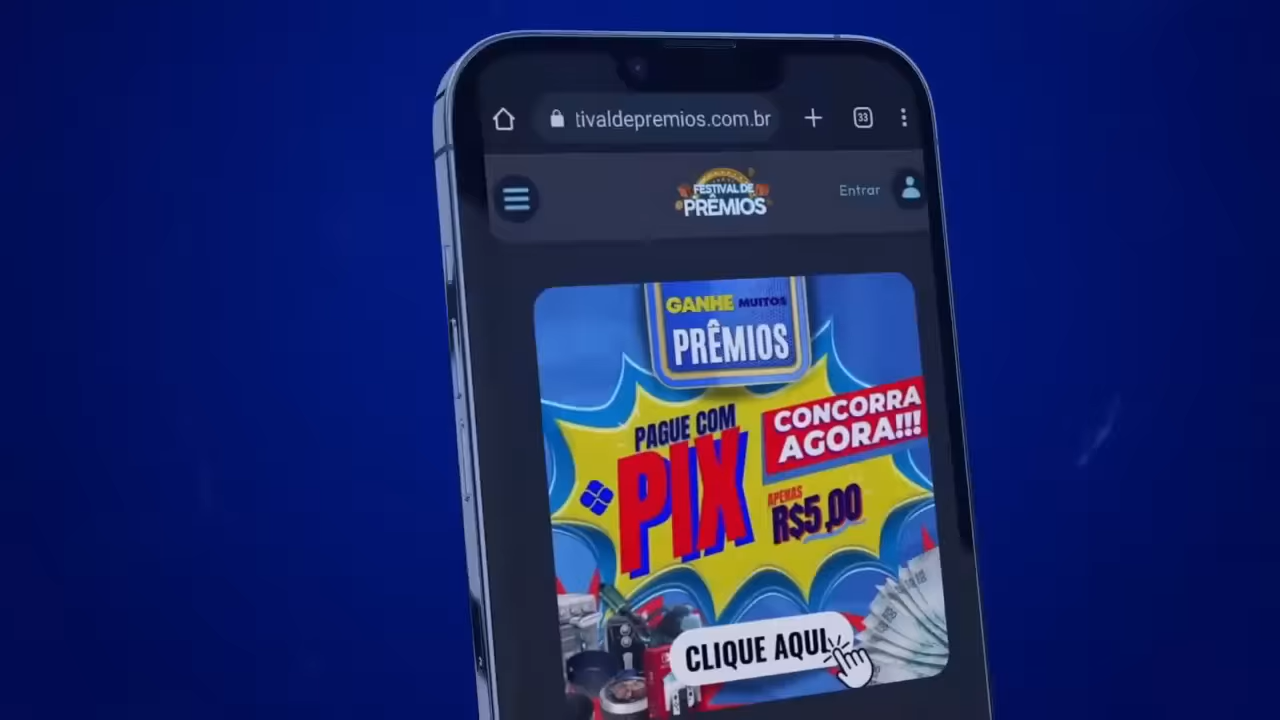 tivaldepremios.com.br
33
FESTIVAL DE
PRÊMIOS
Entrar
GANHE MUITOS
PRÊMIOS
PAGUE COM
PIX
CONCORRA
AGORA!!!
APENAS
R$5,00
CLIQUE AQUI